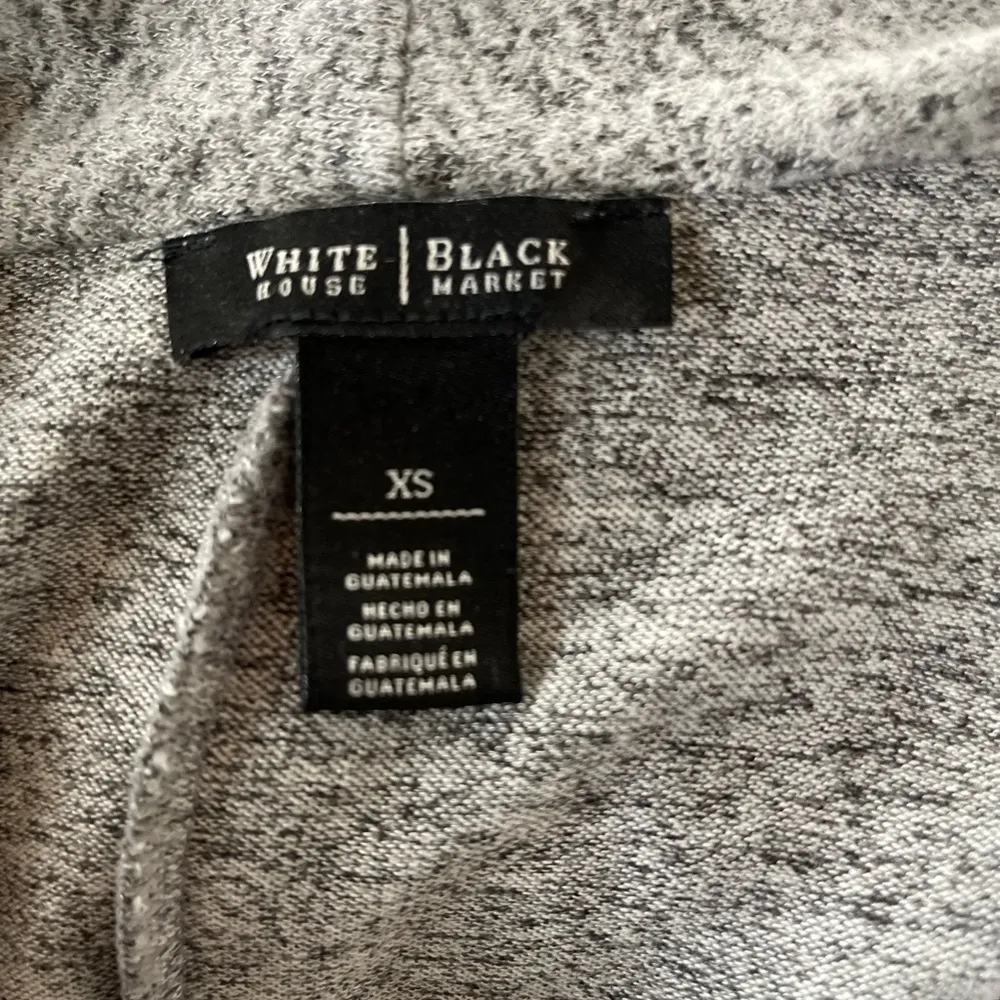 WHITE | BLACK
HOUSE | MARKET
XS
MADE IN
GUATEMALA
HECHO EN
GUATEMALA
FABRIQUÉ EN
GUATEMALA